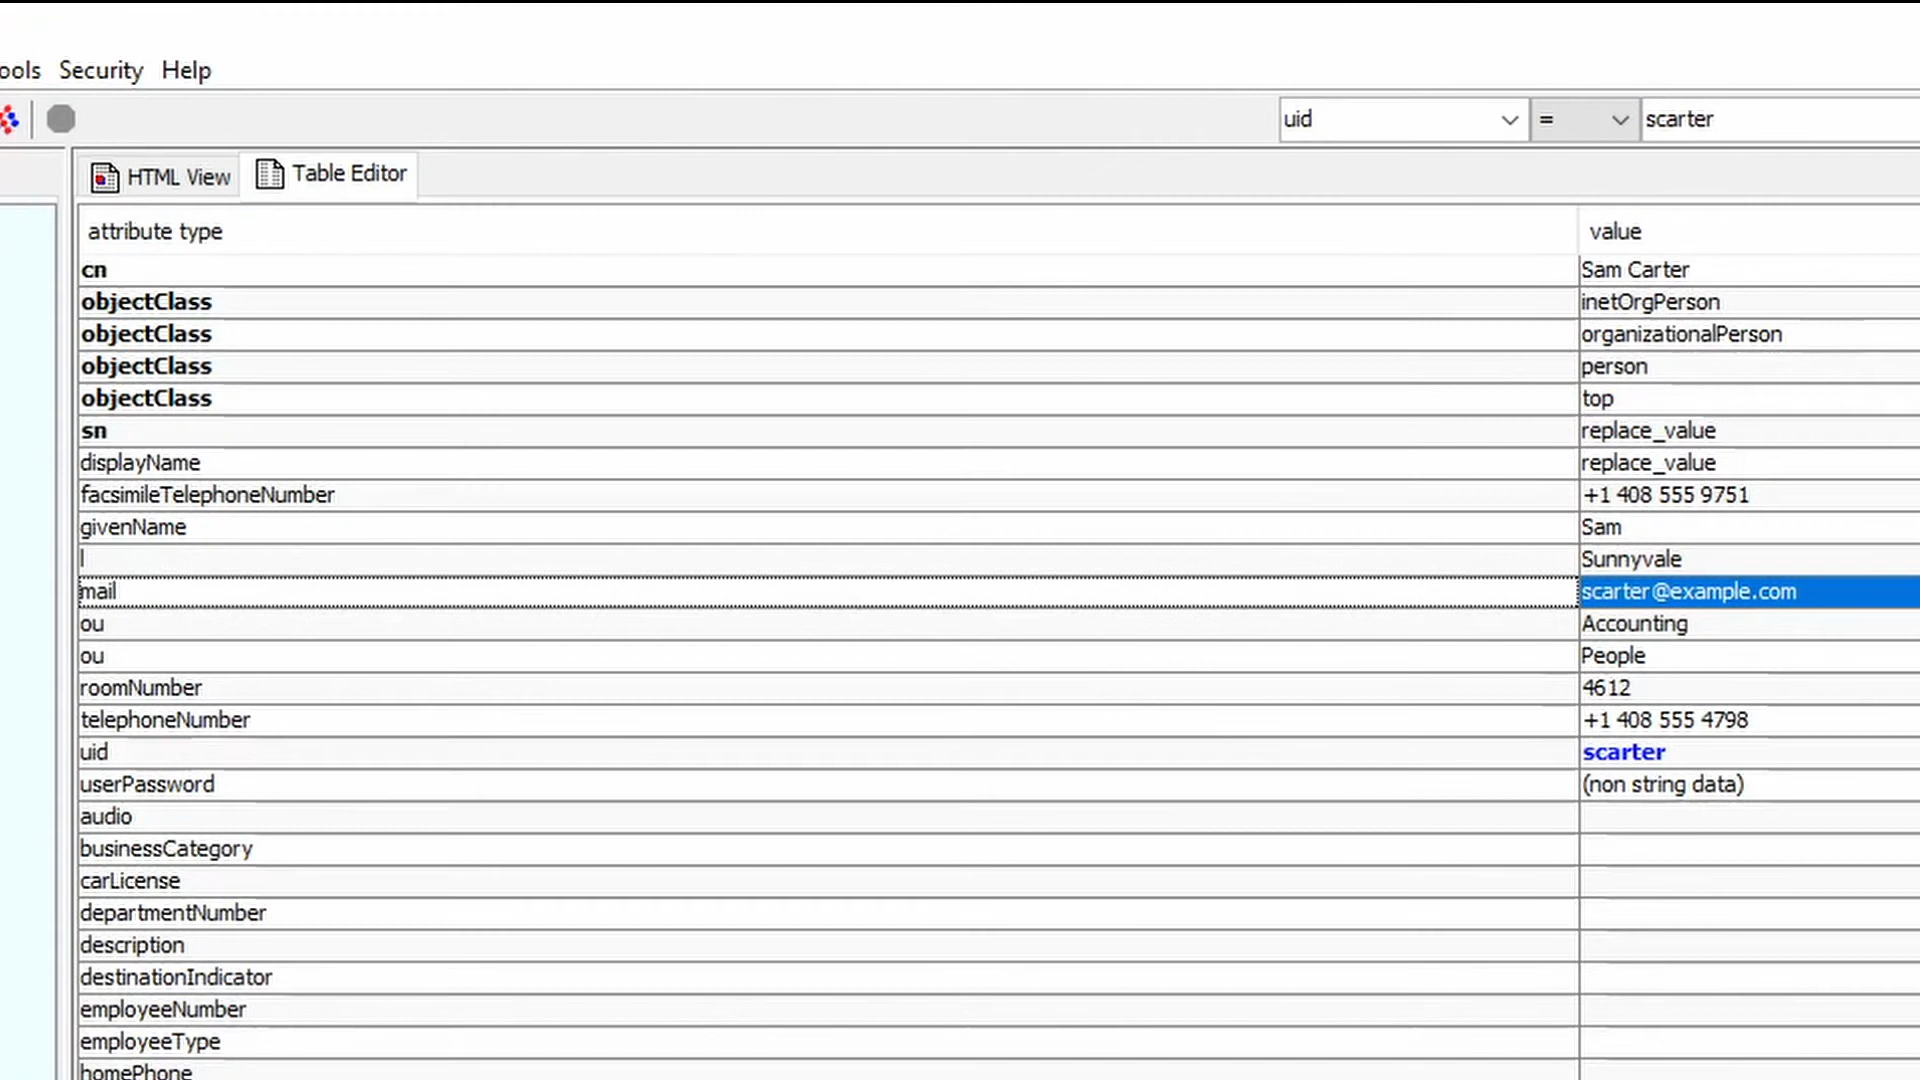 ools Security Help
uid = scarter
HTML View Table Editor
attribute type value
cn Sam Carter
objectClass inetOrgPerson
objectClass organizationalPerson
objectClass person
objectClass top
sn replace_value
displayName replace_value
facsimileTelephoneNumber +1 408 555 9751
givenName Sam
l Sunnyvale
mail scarter@example.com
ou Accounting
ou People
roomNumber 4612
telephoneNumber +1 408 555 4798
uid scarter
userPassword (non string data)
audio
businessCategory
carLicense
departmentNumber
description
destinationIndicator
employeeNumber
employeeType
homePhone